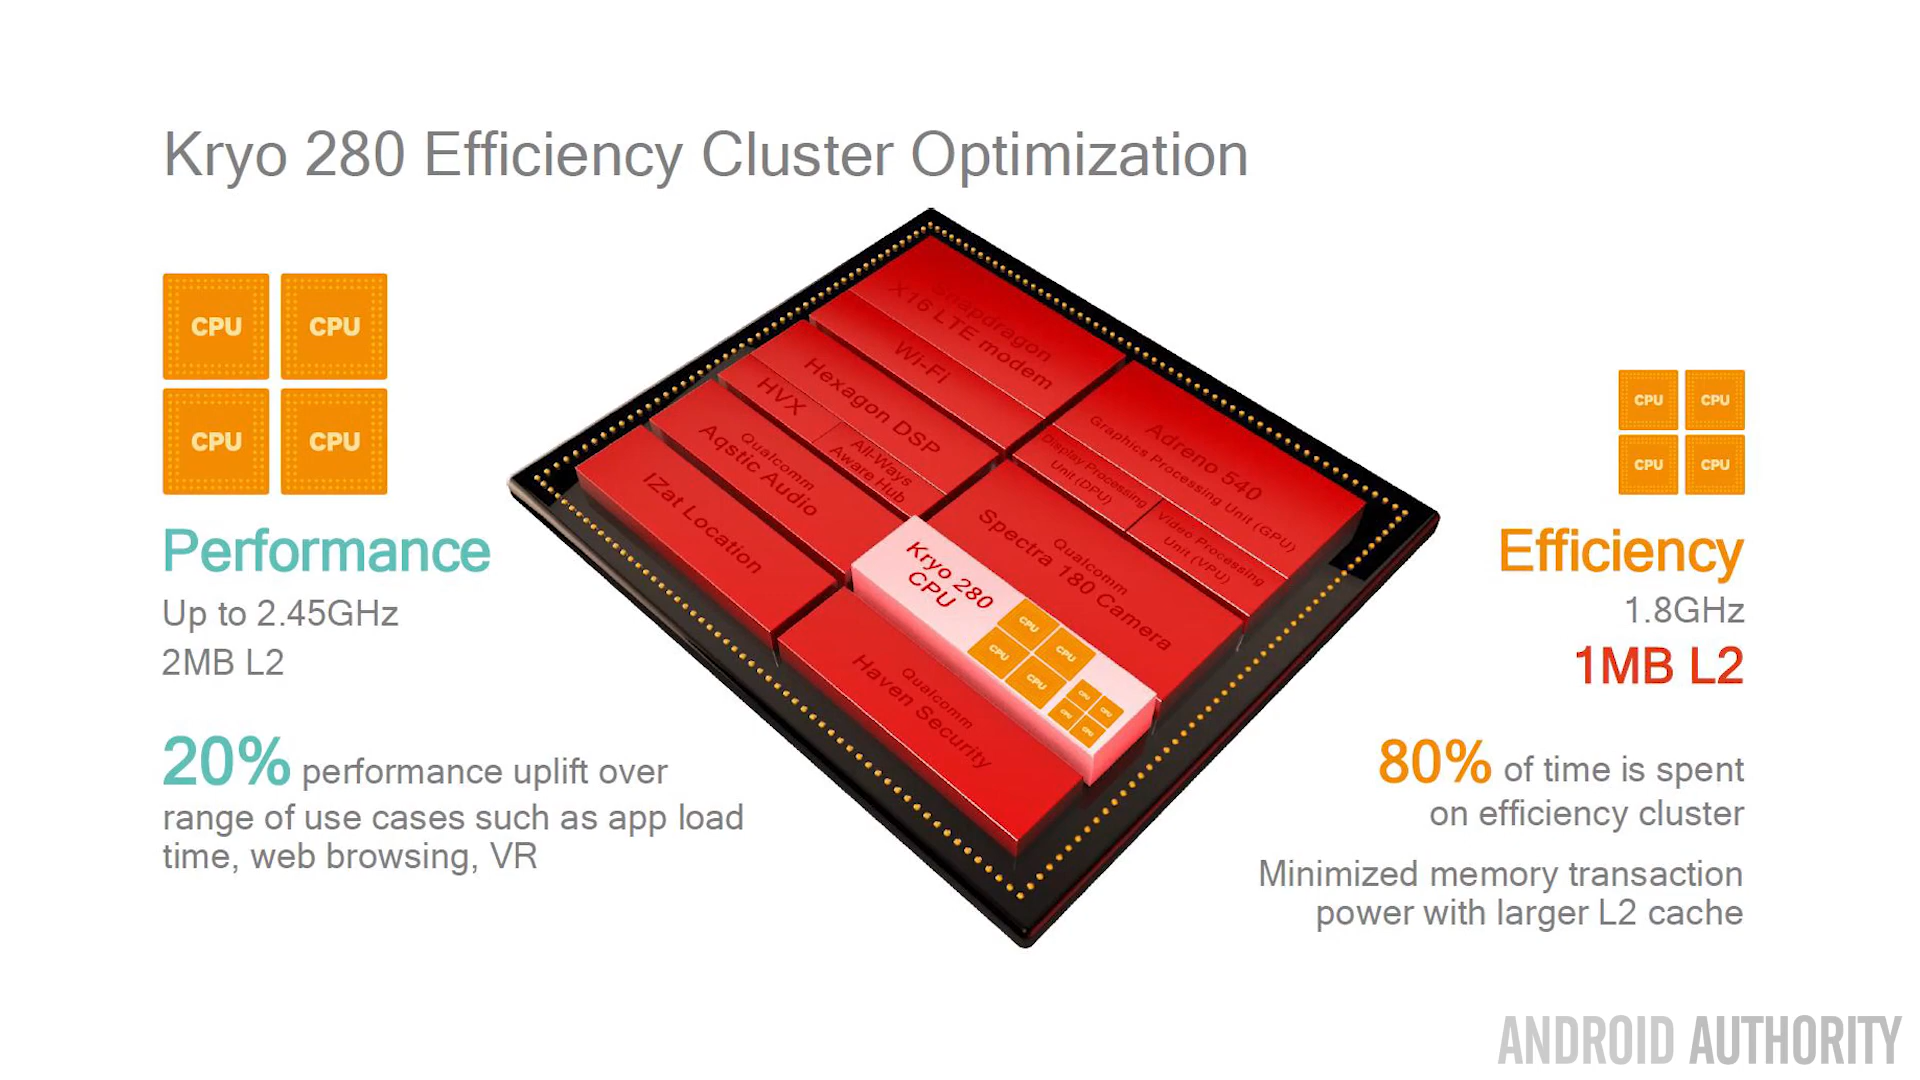 Kryo 280 Efficiency Cluster Optimization
CPU CPU
CPU CPU
Performance
Up to 2.45GHz
2MB L2
20% performance uplift over
range of use cases such as app load
time, web browsing, VR
Snapdragon
X16 LTE modem
Wi-Fi
Hexagon DSP
HVX
All-Ways
Aware Hub
Qualcomm
Aqstic Audio
IZat Location
Adreno 540
Graphics Processing Unit (GPU)
Display Processing
Unit (DPU)
Video Processing
Unit (VPU)
Qualcomm
Spectra 180 Camera
Kryo 280
CPU
CPU CPU
CPU CPU
CPU CPU
CPU CPU
Qualcomm
Haven Security
CPU CPU
CPU CPU
Efficiency
1.8GHz
1MB L2
80% of time is spent
on efficiency cluster
Minimized memory transaction
power with larger L2 cache
ANDROID AUTHORITY